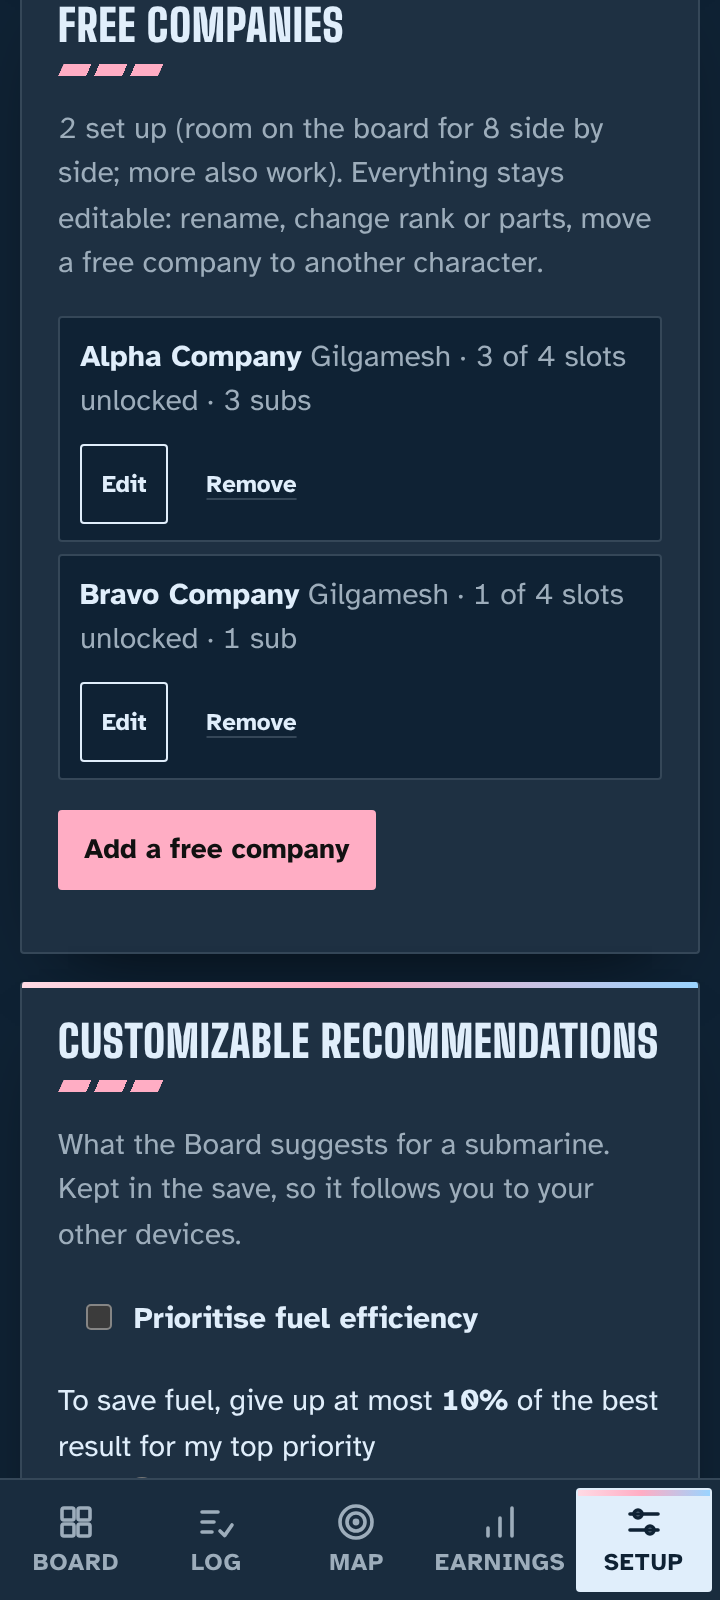 FREE COMPANIES
2 set up (room on the board for 8 side by
side; more also work). Everything stays
editable: rename, change rank or parts, move
a free company to another character.
Alpha Company Gilgamesh · 3 of 4 slots
unlocked · 3 subs
Edit Remove
Bravo Company Gilgamesh · 1 of 4 slots
unlocked · 1 sub
Edit Remove
Add a free company
CUSTOMIZABLE RECOMMENDATIONS
What the Board suggests for a submarine.
Kept in the save, so it follows you to your
other devices.
Prioritise fuel efficiency
To save fuel, give up at most 10% of the best
result for my top priority
BOARD LOG MAP EARNINGS SETUP